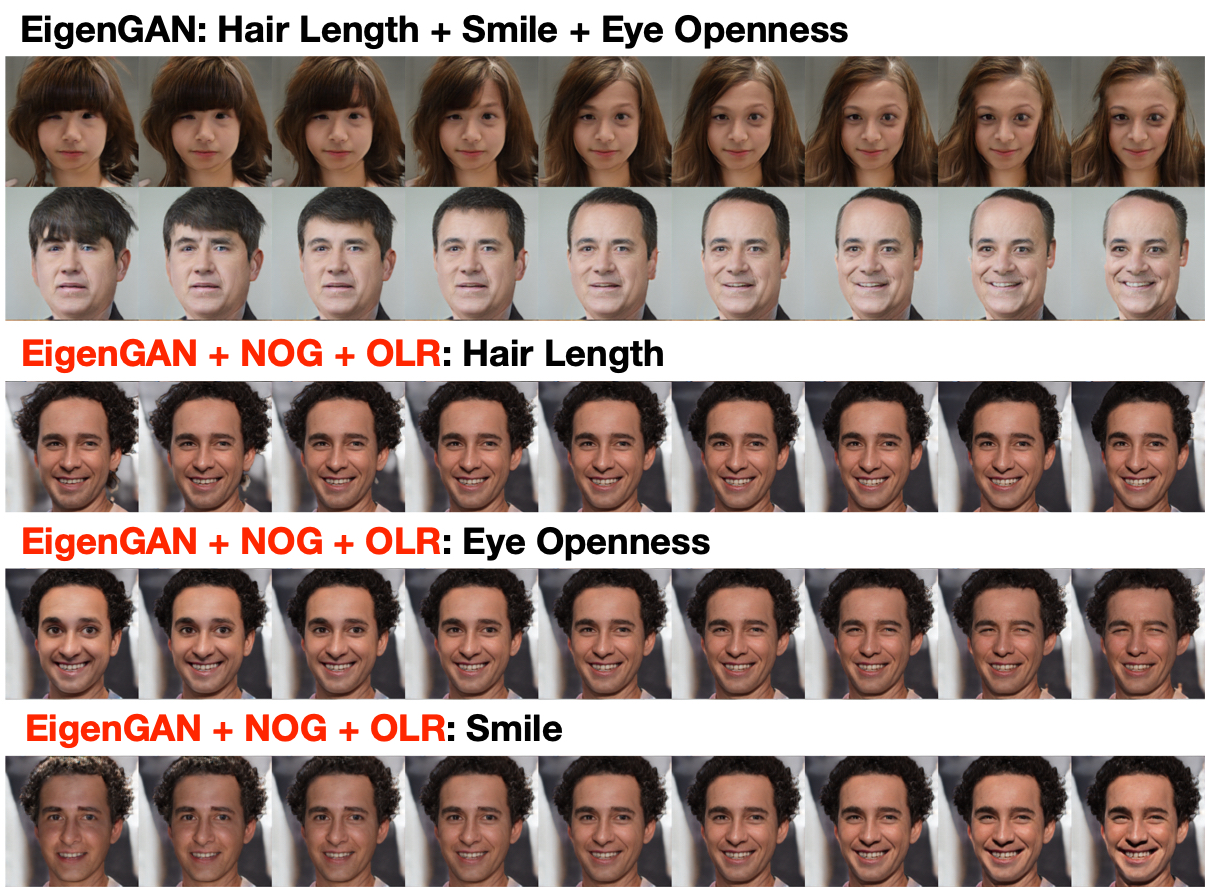 EigenGAN: Hair Length + Smile + Eye Openness
EigenGAN + NOG + OLR: Hair Length
EigenGAN + NOG + OLR: Eye Openness
EigenGAN + NOG + OLR: Smile